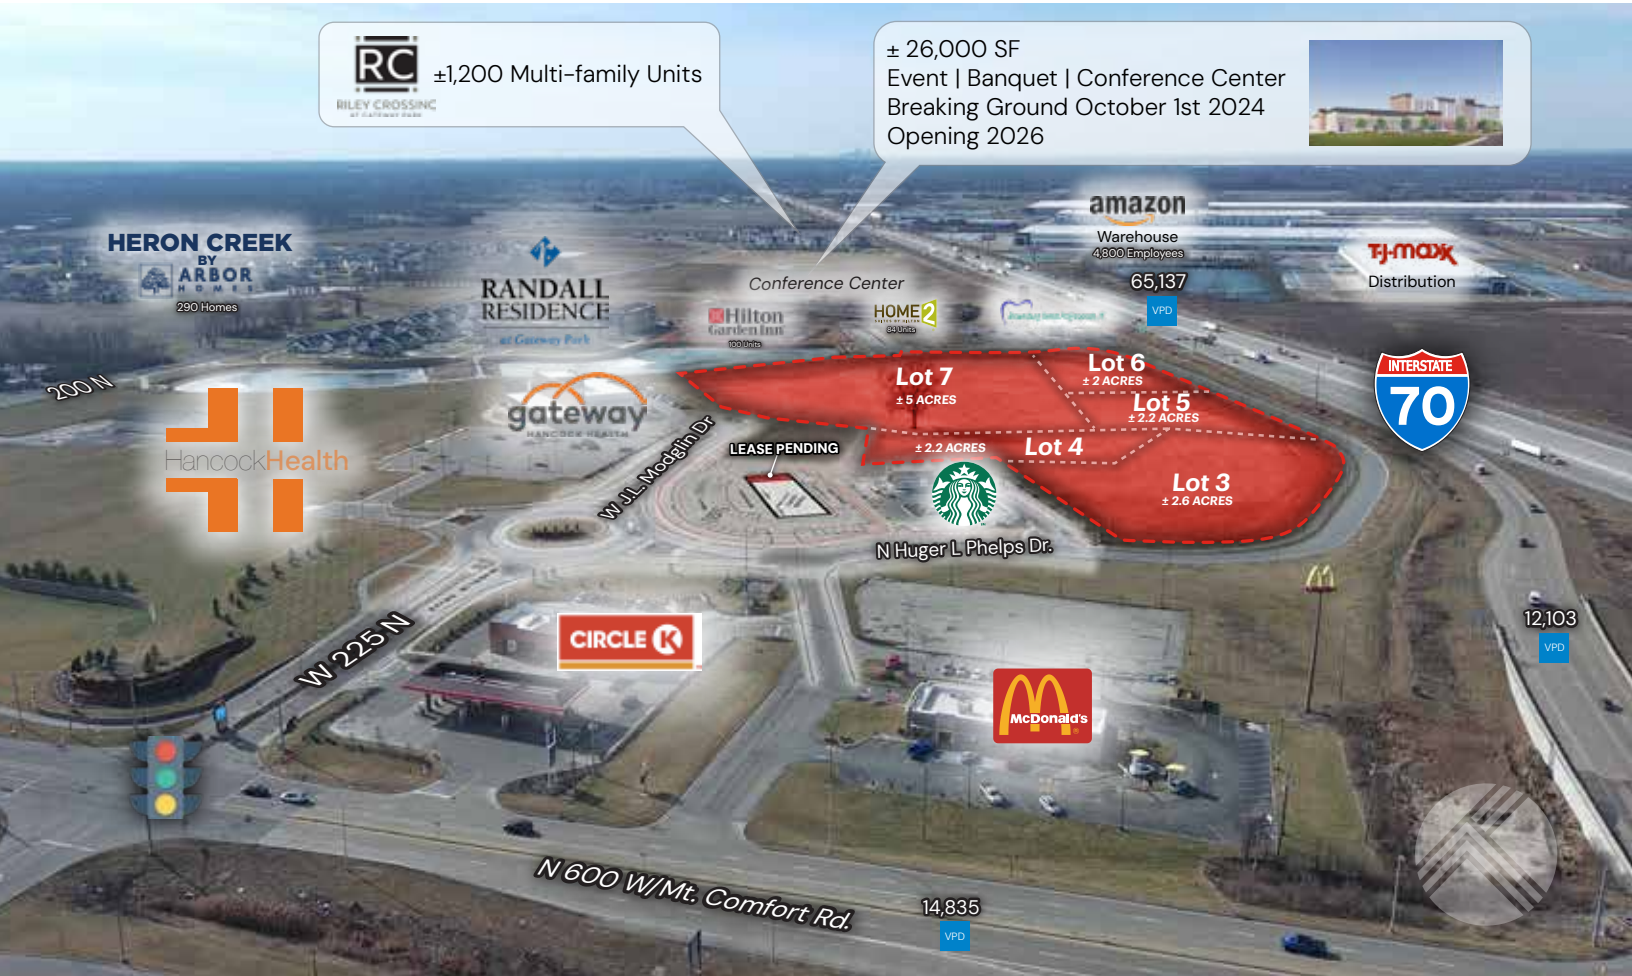 RC
RILEY CROSSING
AT GATEWAY PARK
±1,200 Multi-family Units
± 26,000 SF
Event | Banquet | Conference Center
Breaking Ground October 1st 2024
Opening 2026
amazon
Warehouse
4,800 Employees
65,137
VPD
T·J·maxx
Distribution
HERON CREEK
BY
ARBOR
HOMES
290 Homes
RANDALL
RESIDENCE
at Gateway Park
Conference Center
Hilton
Garden Inn
100 Units
HOME2
84 Units
INTERSTATE
70
200 N
HancockHealth
gateway
HANCOCK HEALTH
W J.L. Modglin Dr
LEASE PENDING
Lot 7
± 5 ACRES
Lot 6
± 2 ACRES
Lot 5
± 2.2 ACRES
± 2.2 ACRES
Lot 4
Lot 3
± 2.6 ACRES
N Huger L Phelps Dr.
W 225 N
CIRCLE K
McDonald's
12,103
VPD
N 600 W/Mt. Comfort Rd.
14,835
VPD